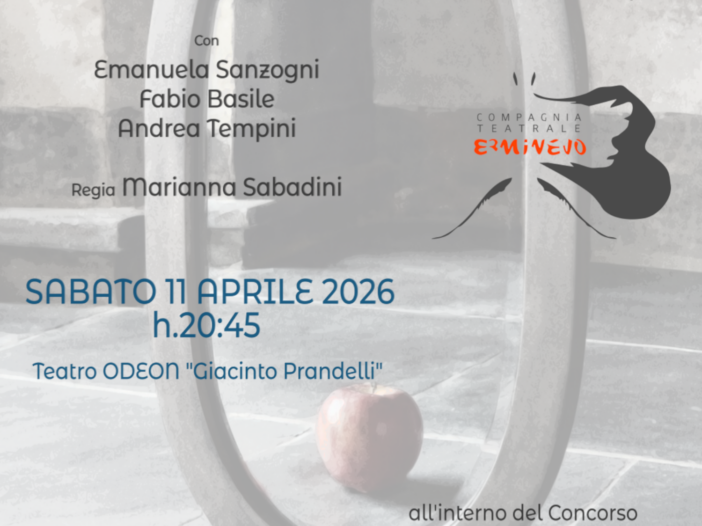 Con
Emanuela Sanzogni
Fabio Basile
Andrea Tempini
Regia Marianna Sabadini
COMPAGNIA
TEATRALE
ERMINEVO
SABATO 11 APRILE 2026
h.20:45
Teatro ODEON "Giacinto Prandelli"
all'interno del Concorso